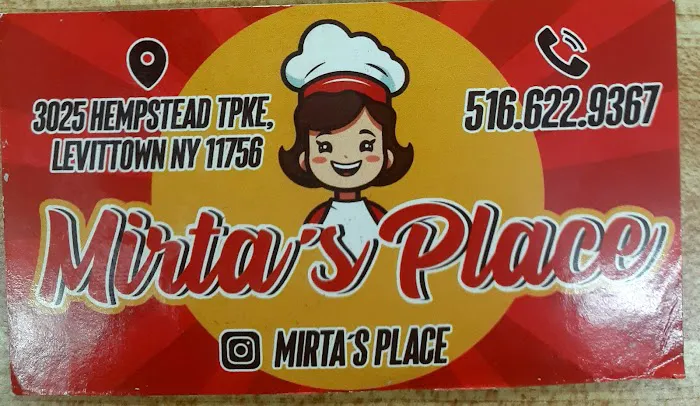 3025 HEMPSTEAD TPKE,
LEVITTOWN NY 11756
516.622.9367
Mirta's Place
MIRTA´S PLACE